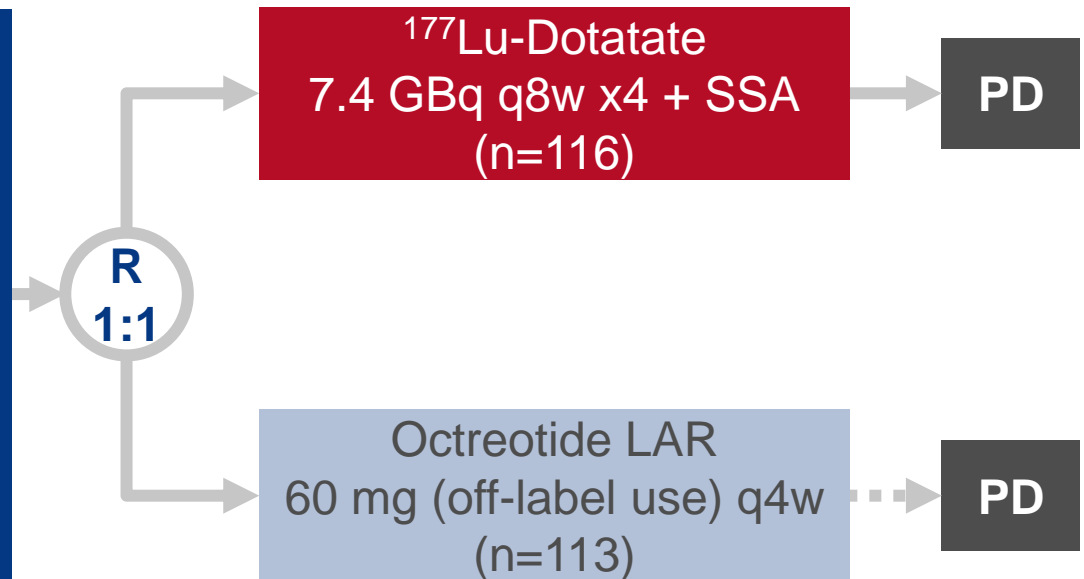 ¹⁷⁷Lu-Dotatate
7.4 GBq q8w x4 + SSA
(n=116)
PD
R
1:1
Octreotide LAR
60 mg (off-label use) q4w
(n=113)
PD